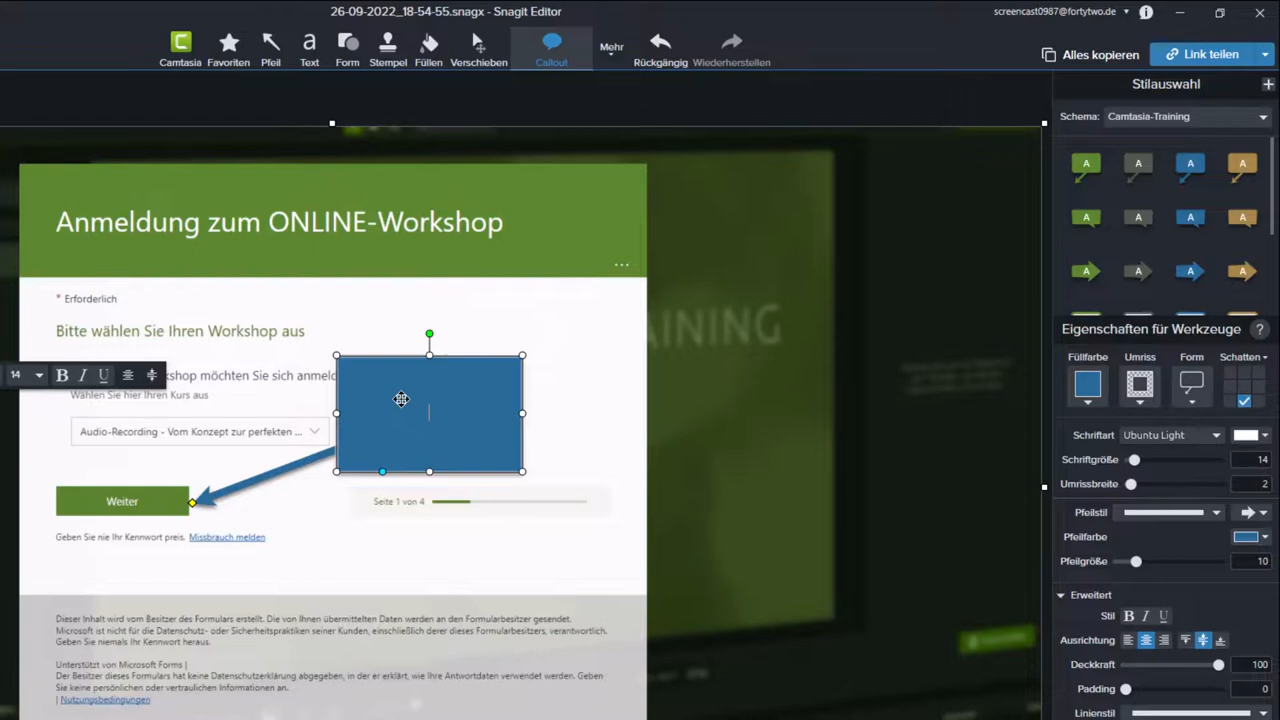 26-09-2022_18-54-55.snagx - Snagit Editor
screencast0987@fortytwo.de
Camtasia
Favoriten
Pfeil
Text
Form
Stempel
Füllen
Verschieben
Callout
Mehr
Rückgängig
Wiederherstellen
Alles kopieren
Link teilen
Stilauswahl
Schema: Camtasia-Training
A A A A
A A A A
A A A A
Anmeldung zum ONLINE-Workshop
...
* Erforderlich
Bitte wählen Sie Ihren Workshop aus
14 B I U
kshop möchten Sie sich anmeld
Wählen Sie hier Ihren Kurs aus
Audio-Recording - Vom Konzept zur perfekten ...
Weiter
Seite 1 von 4
Geben Sie nie Ihr Kennwort preis. Missbrauch melden
Dieser Inhalt wird vom Besitzer des Formulars erstellt. Die von Ihnen übermittelten Daten werden an den Formularbesitzer gesendet.
Microsoft ist nicht für die Datenschutz- oder Sicherheitspraktiken seiner Kunden, einschließlich derer dieses Formularbesitzers, verantwortlich.
Geben Sie niemals Ihr Kennwort heraus.
Unterstützt von Microsoft Forms |
Der Besitzer dieses Formulars hat keine Datenschutzerklärung abgegeben, in der er erklärt, wie Ihre Antwortdaten verwendet werden. Geben
Sie keine persönlichen oder vertraulichen Informationen an.
| Nutzungsbedingungen
AINING
Eigenschaften für Werkzeuge ?
Füllfarbe
Umriss
Form
Schatten
Schriftart Ubuntu Light
Schriftgröße 14
Umrissbreite 2
Pfeilstil
Pfeilfarbe
Pfeilgröße 10
Erweitert
Stil B I U
Ausrichtung
Deckkraft 100
Padding 0
Linienstil